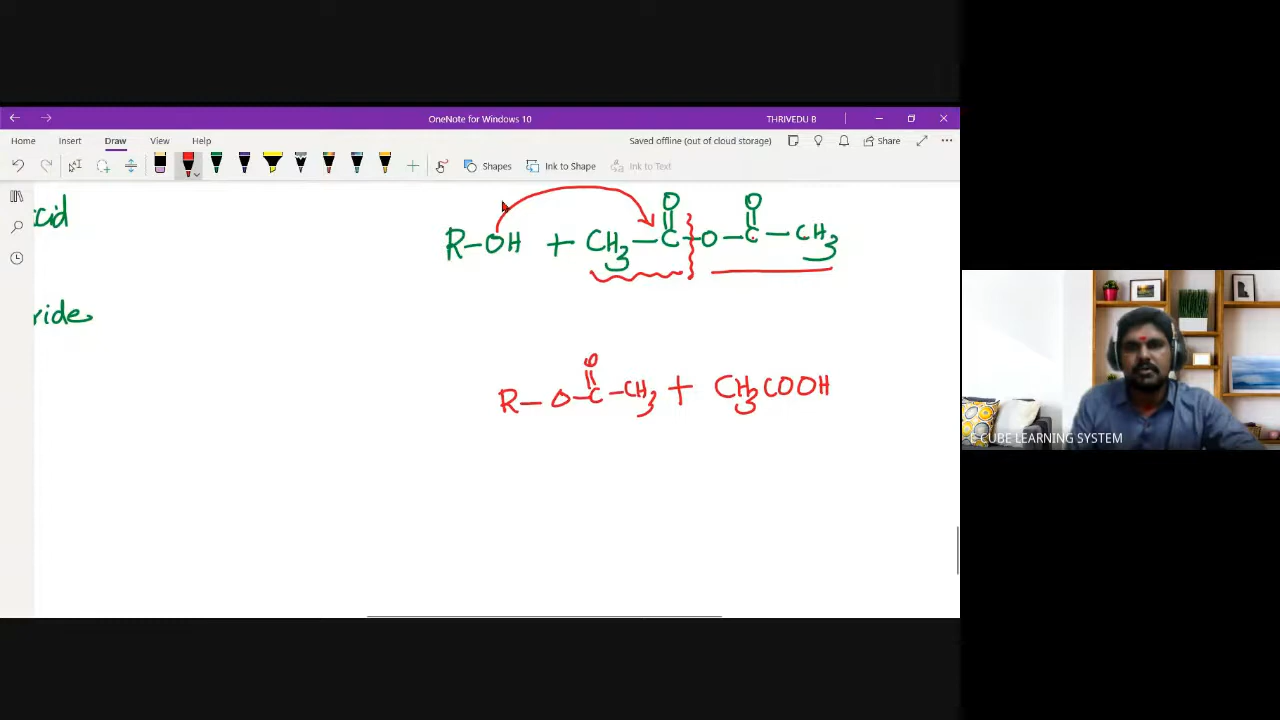 OneNote for Windows 10
THRIVEDU B
Home Insert Draw View Help
Saved offline (out of cloud storage)
Share
Shapes
Ink to Shape
Ink to Text
cid
O O
R-OH + CH3-C-O-C-CH3
ride
O
R-O-C-CH3 + CH3COOH
C CUBE LEARNING SYSTEM